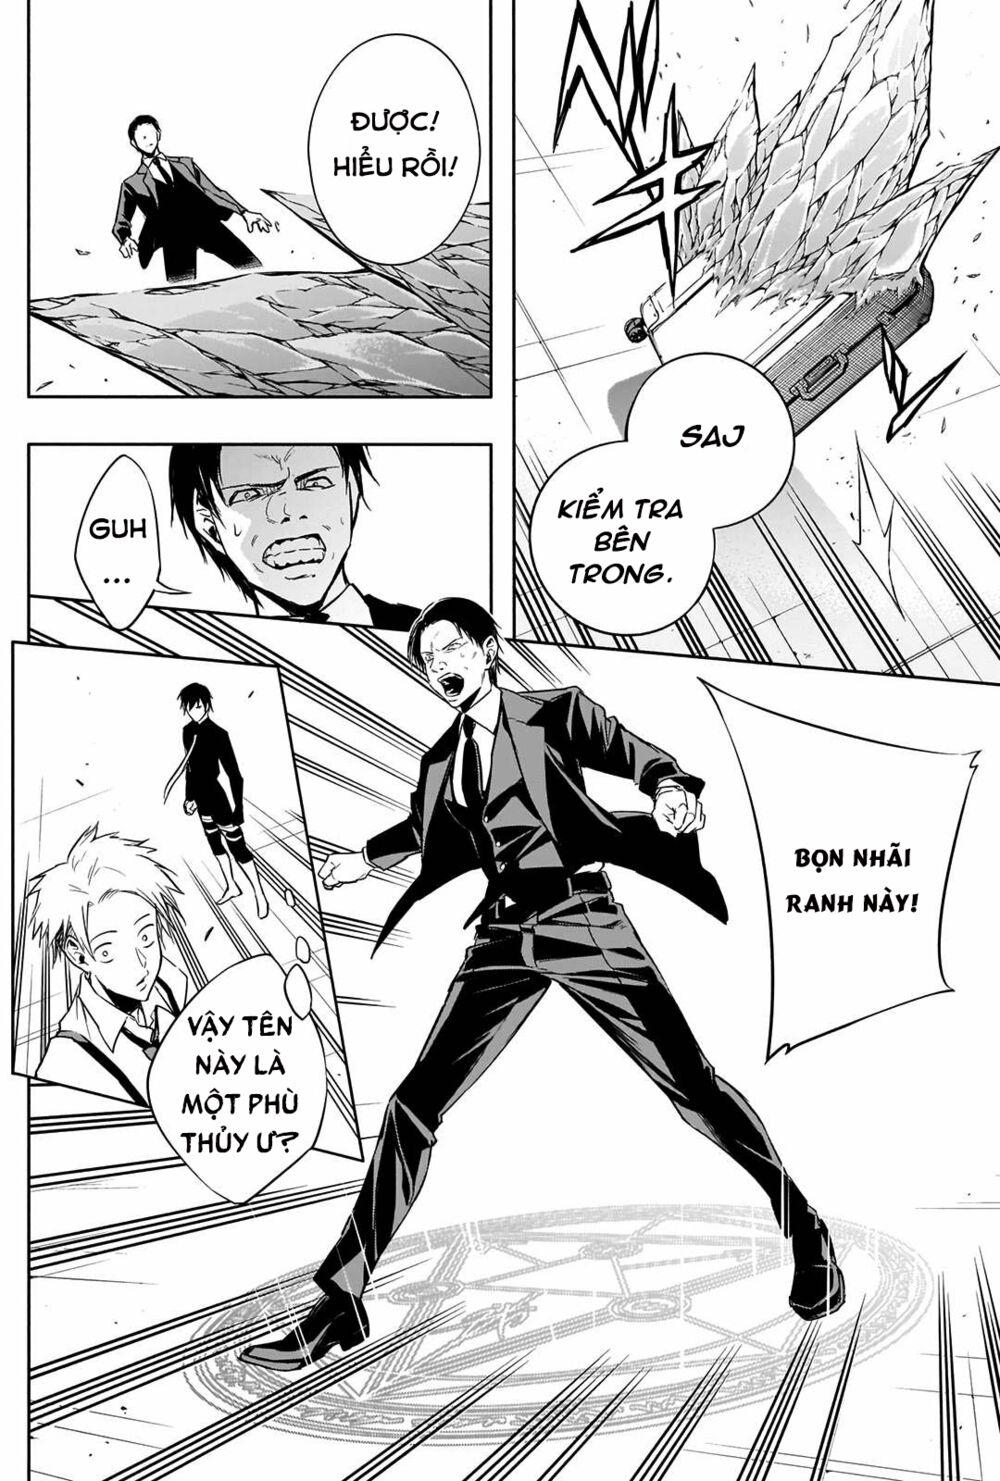 SAJ
KIỂM TRA
BÊN
TRONG.
ĐƯỢC!
HIỂU RỒI!
GUH
...
BỌN NHÃI
RANH NÀY!
VẬY TÊN
NÀY LÀ
MỘT PHÙ
THỦY Ư?